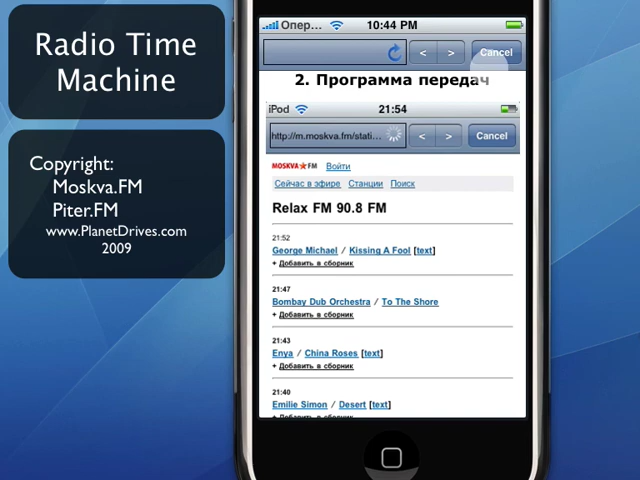 Radio Time
Machine
Copyright:
Moskva.FM
Piter.FM
www.PlanetDrives.com
2009
Опер... 10:44 PM
< > Cancel
2. Программа передач
iPod 21:54
http://m.moskva.fm/stati... < > Cancel
MOSKVA FM Войти
Сейчас в эфире Станции Поиск
Relax FM 90.8 FM
21:52
George Michael / Kissing A Fool [text]
+ Добавить в сборник
21:47
Bombay Dub Orchestra / To The Shore
+ Добавить в сборник
21:43
Enya / China Roses [text]
+ Добавить в сборник
21:40
Emilie Simon / Desert [text]
+ Добавить в сборник